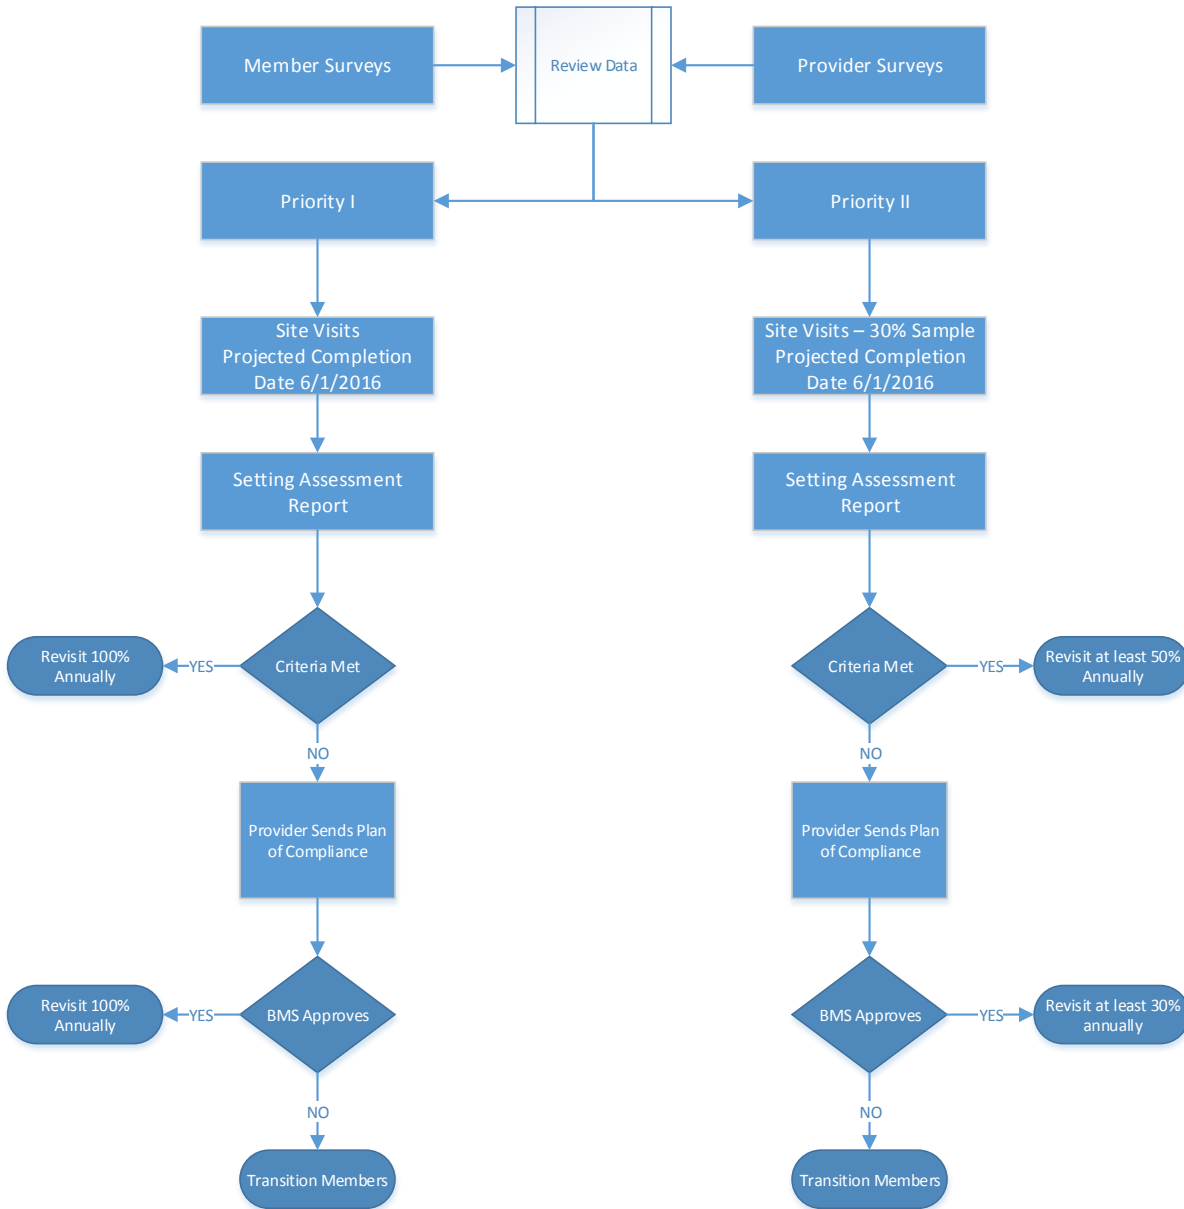 Member Surveys
Review Data
Provider Surveys
Priority I
Priority II
Site Visits
Projected Completion
Date 6/1/2016
Site Visits – 30% Sample
Projected Completion
Date 6/1/2016
Setting Assessment
Report
Setting Assessment
Report
Revisit 100%
Annually
YES
Criteria Met
Criteria Met
YES
Revisit at least 50%
Annually
NO
NO
Provider Sends Plan
of Compliance
Provider Sends Plan
of Compliance
Revisit 100%
Annually
YES
BMS Approves
BMS Approves
YES
Revisit at least 30%
annually
NO
NO
Transition Members
Transition Members